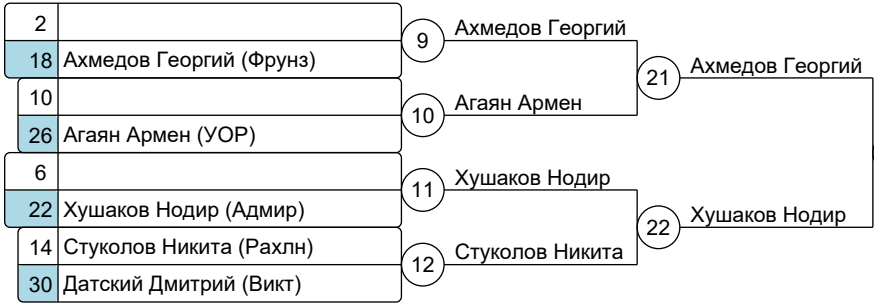 2
18 Ахмедов Георгий (Фрунз)
9 Ахмедов Георгий
10
26 Агаян Армен (УОР)
10 Агаян Армен
21 Ахмедов Георгий
6
22 Хушаков Нодир (Адмир)
11 Хушаков Нодир
14 Стуколов Никита (Рахлн)
30 Датский Дмитрий (Викт)
12 Стуколов Никита
22 Хушаков Нодир